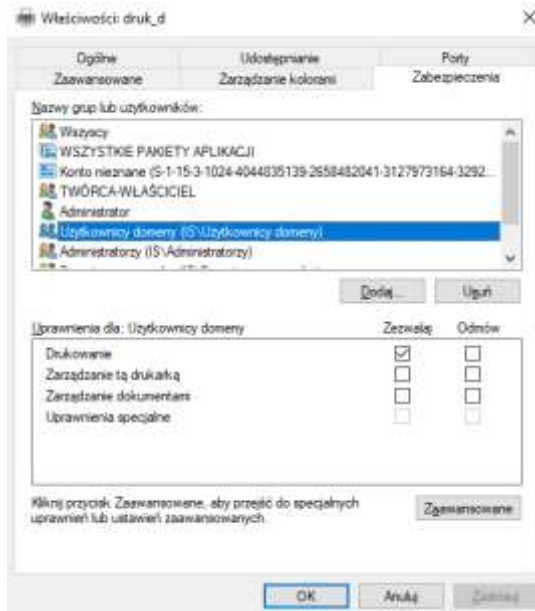 Właściwości: druk_d
Ogólne Udostępnianie Porty
Zaawansowane Zarządzanie kolorami Zabezpieczenia
Nazwy grup lub użytkowników:
Wszyscy
WSZYSTKIE PAKIETY APLIKACJI
Konto nieznane (S-1-15-3-1024-4044835139-2658482041-3127973164-3292...
TWÓRCA-WŁAŚCICIEL
Administrator
Użytkownicy domeny (IS\Użytkownicy domeny)
Administratorzy (IS\Administratorzy)
Dodaj... Usuń
Uprawnienia dla: Użytkownicy domeny Zezwalaj Odmów
Drukowanie
Zarządzanie tą drukarką
Zarządzanie dokumentami
Uprawnienia specjalne
Kliknij przycisk Zaawansowane, aby przejść do specjalnych
uprawnień lub ustawień zaawansowanych.
Zaawansowane
OK Anuluj Zastosuj